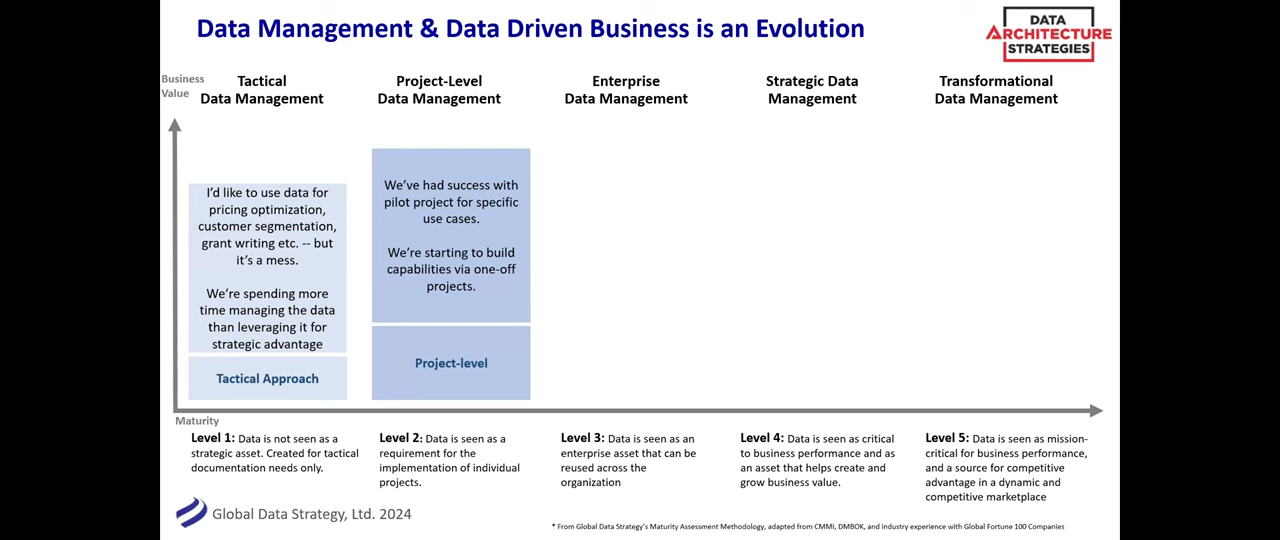 Data Management & Data Driven Business is an Evolution
DATA
ARCHITECTURE
STRATEGIES
Business
Value
Tactical
Data Management
Project-Level
Data Management
Enterprise
Data Management
Strategic Data
Management
Transformational
Data Management
I'd like to use data for
pricing optimization,
customer segmentation,
grant writing etc. -- but
it's a mess.
We're spending more
time managing the data
than leveraging it for
strategic advantage
Tactical Approach
We've had success with
pilot project for specific
use cases.
We're starting to build
capabilities via one-off
projects.
Project-level
Maturity
Level 1: Data is not seen as a
strategic asset. Created for tactical
documentation needs only.
Level 2: Data is seen as a
requirement for the
implementation of individual
projects.
Level 3: Data is seen as an
enterprise asset that can be
reused across the
organization
Level 4: Data is seen as critical
to business performance and as
an asset that helps create and
grow business value.
Level 5: Data is seen as mission-
critical for business performance,
and a source for competitive
advantage in a dynamic and
competitive marketplace
Global Data Strategy, Ltd. 2024
* From Global Data Strategy's Maturity Assessment Methodology, adapted from CMMI, DMBOK, and industry experience with Global Fortune 100 Companies